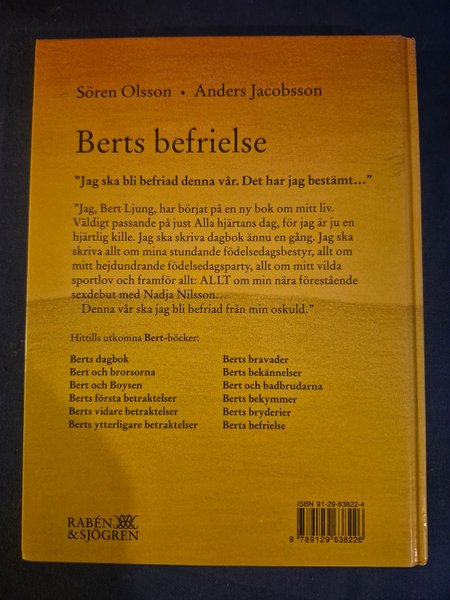 Sören Olsson • Anders Jacobsson
Berts befrielse
"Jag ska bli befriad denna vår. Det har jag bestämt..."
"Jag, Bert Ljung, har börjat på en ny bok om mitt liv.
Väldigt passande på just Alla hjärtans dag, för jag är ju en
hjärtlig kille. Jag ska skriva dagbok ännu en gång. Jag ska
skriva allt om mina stundande födelsedagsbestyr, allt om
mitt hejdundrande födelsedagsparty, allt om mitt vilda
sportlov och framför allt: ALLT om min nära förestående
sexdebut med Nadja Nilsson...
Denna vår ska jag bli befriad från min oskuld."
Hittills utkomna Bert-böcker:
Berts dagbok
Bert och brorsorna
Bert och Boysen
Berts första betraktelser
Berts vidare betraktelser
Berts ytterligare betraktelser
Berts bravader
Berts bekännelser
Bert och badbrudarna
Berts bekymmer
Berts bryderier
Berts befrielse
ISBN 91-29-63822-4
9 789129 638226
RABÉN
&SJÖGREN